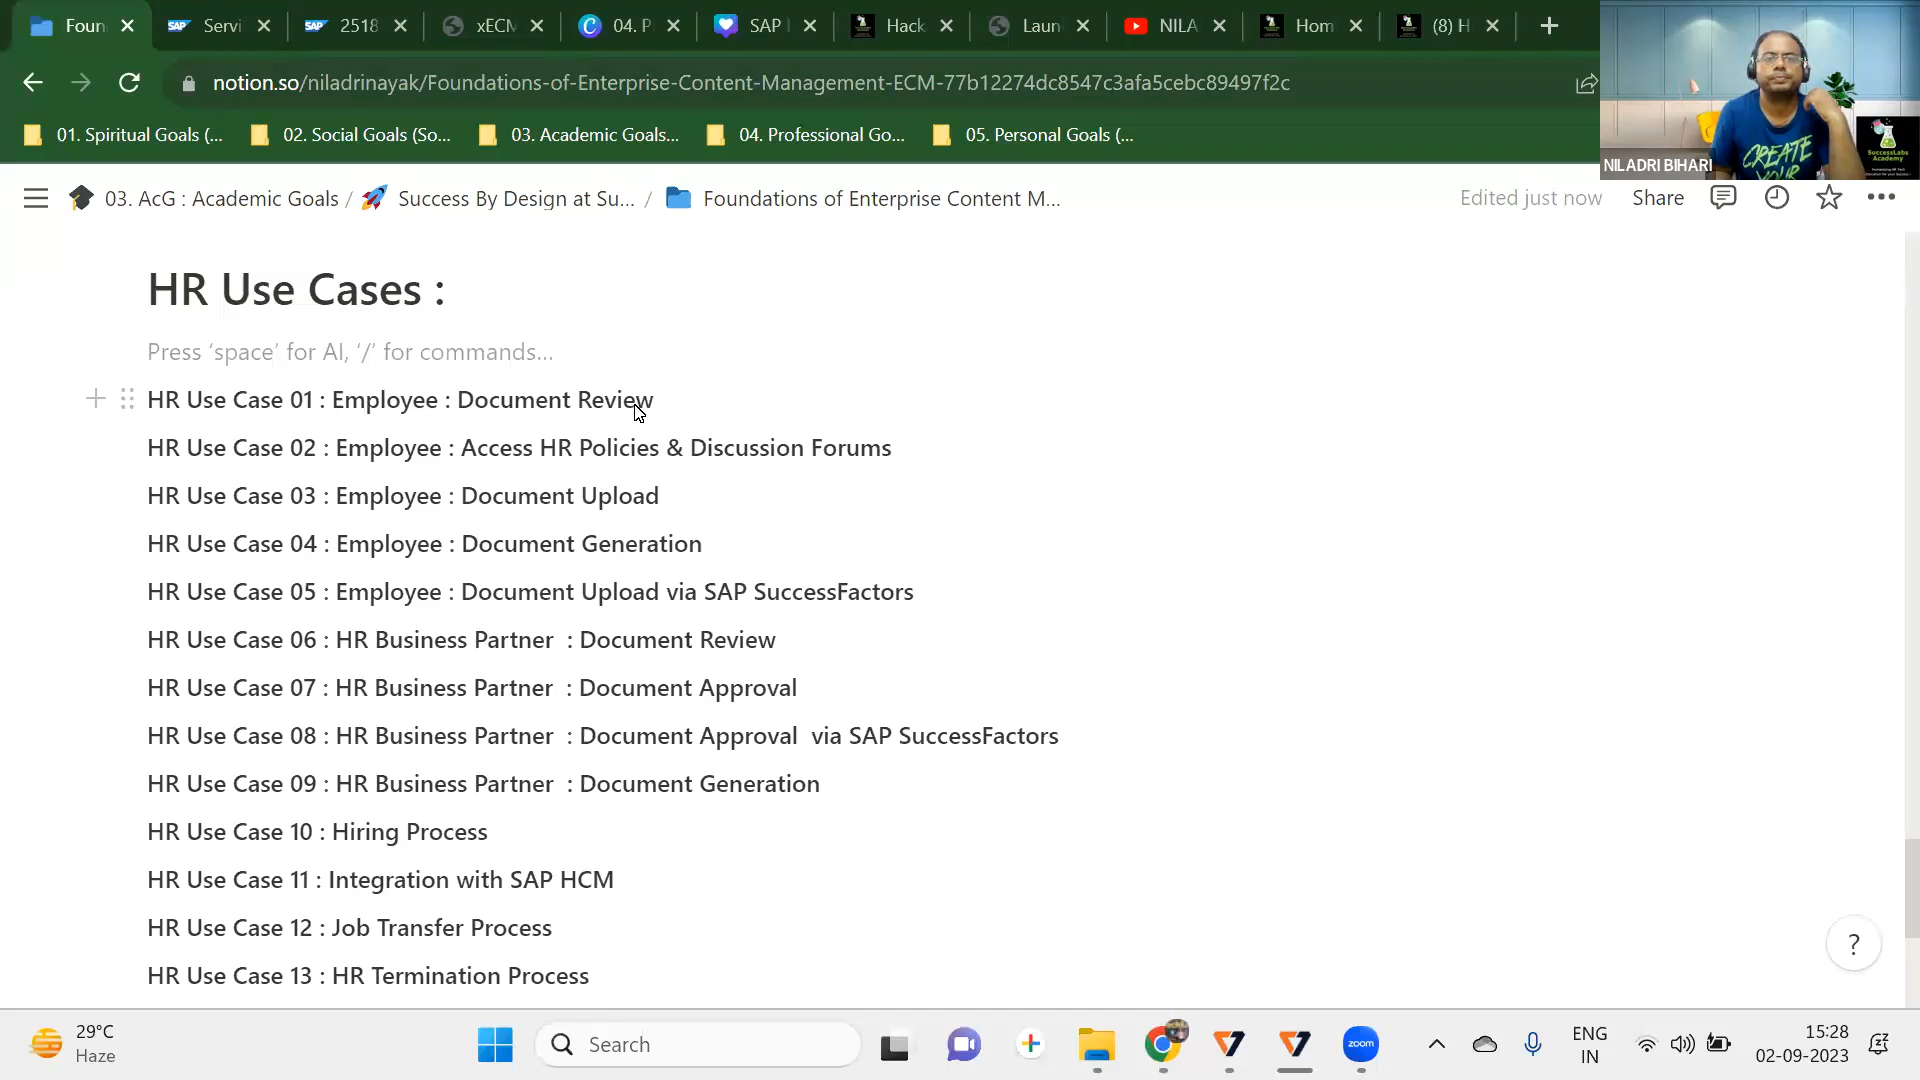 Foun
Servi
2518
xECM
04. P
SAP
Hack
Laun
NILA
Hom
(8) H
notion.so/niladrinayak/Foundations-of-Enterprise-Content-Management-ECM-77b12274dc8547c3afa5cebc89497f2c
01. Spiritual Goals (...
02. Social Goals (So...
03. Academic Goals...
04. Professional Go...
05. Personal Goals (...
CREATE
YOUR
SuccessLabs
Academy
NILADRI BIHARI
03. AcG : Academic Goals / Success By Design at Su... / Foundations of Enterprise Content M...
Edited just now Share
HR Use Cases :
Press ‘space’ for AI, ‘/’ for commands...
HR Use Case 01 : Employee : Document Review
HR Use Case 02 : Employee : Access HR Policies & Discussion Forums
HR Use Case 03 : Employee : Document Upload
HR Use Case 04 : Employee : Document Generation
HR Use Case 05 : Employee : Document Upload via SAP SuccessFactors
HR Use Case 06 : HR Business Partner : Document Review
HR Use Case 07 : HR Business Partner : Document Approval
HR Use Case 08 : HR Business Partner : Document Approval via SAP SuccessFactors
HR Use Case 09 : HR Business Partner : Document Generation
HR Use Case 10 : Hiring Process
HR Use Case 11 : Integration with SAP HCM
HR Use Case 12 : Job Transfer Process
HR Use Case 13 : HR Termination Process
?
29°C
Haze
Search
zoom
ENG
IN
15:28
02-09-2023